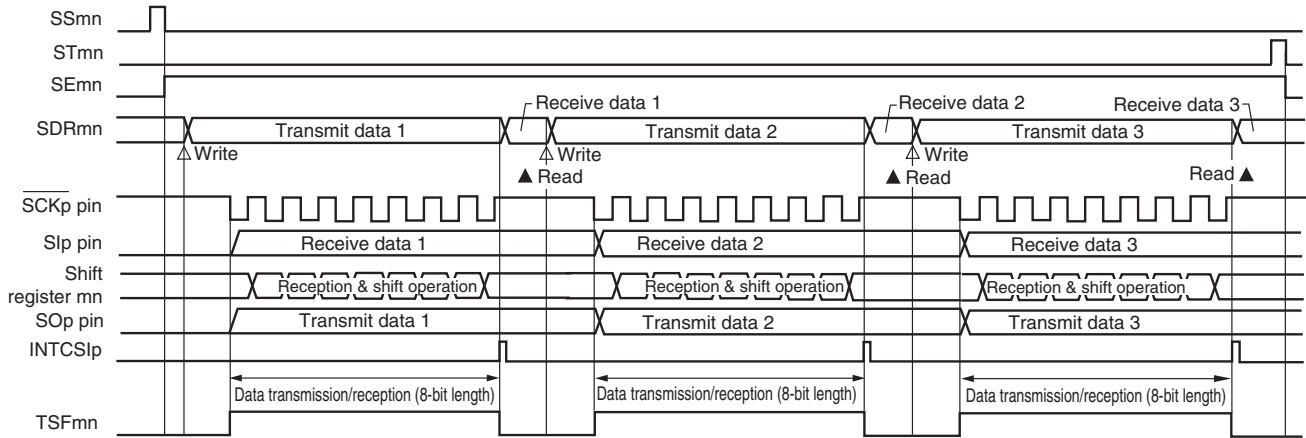 SSmn
STmn
SEmn
Receive data 1
Receive data 2
Receive data 3
SDRmn
Transmit data 1
Transmit data 2
Transmit data 3
Write
Write
Write
Read
Read
Read
SCKp pin
SIp pin
Receive data 1
Receive data 2
Receive data 3
Shift
register mn
Reception & shift operation
Reception & shift operation
Reception & shift operation
SOp pin
Transmit data 1
Transmit data 2
Transmit data 3
INTCSIp
Data transmission/reception (8-bit length)
Data transmission/reception (8-bit length)
Data transmission/reception (8-bit length)
TSFmn